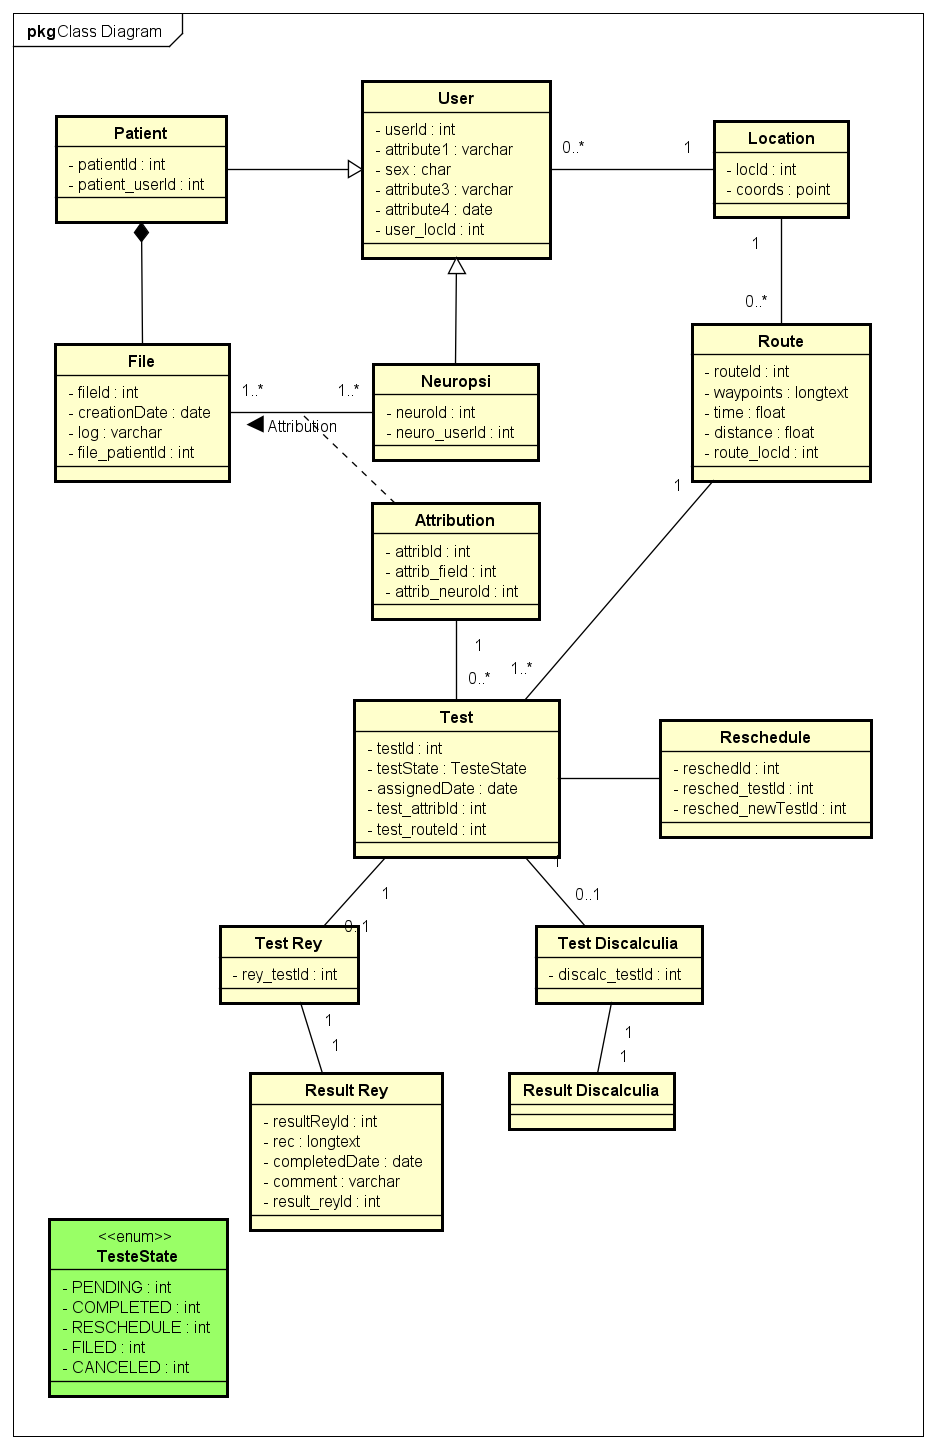 pkg Class Diagram
User
- userId : int
- attribute1 : varchar
- sex : char
- attribute3 : varchar
- attribute4 : date
- user_locId : int
Patient
- patientId : int
- patient_userId : int
0..*
1
Location
- locId : int
- coords : point
1
0..*
File
- fileId : int
- creationDate : date
- log : varchar
- file_patientId : int
1..*
1..*
Attribution
Neuropsi
- neuroId : int
- neuro_userId : int
Route
- routeId : int
- waypoints : longtext
- time : float
- distance : float
- route_locId : int
1
1..*
Attribution
- attribId : int
- attrib_fieId : int
- attrib_neuroId : int
1
0..*
Test
- testId : int
- testState : TesteState
- assignedDate : date
- test_attribId : int
- test_routeId : int
Reschedule
- reschedId : int
- resched_testId : int
- resched_newTestId : int
1
0..1
1
0..1
Test Rey
- rey_testId : int
Test Discalculia
- discalc_testId : int
1
1
1
1
Result Rey
- resultReyId : int
- rec : longtext
- completedDate : date
- comment : varchar
- result_reyId : int
Result Discalculia
<<enum>>
TesteState
- PENDING : int
- COMPLETED : int
- RESCHEDULE : int
- FILED : int
- CANCELED : int